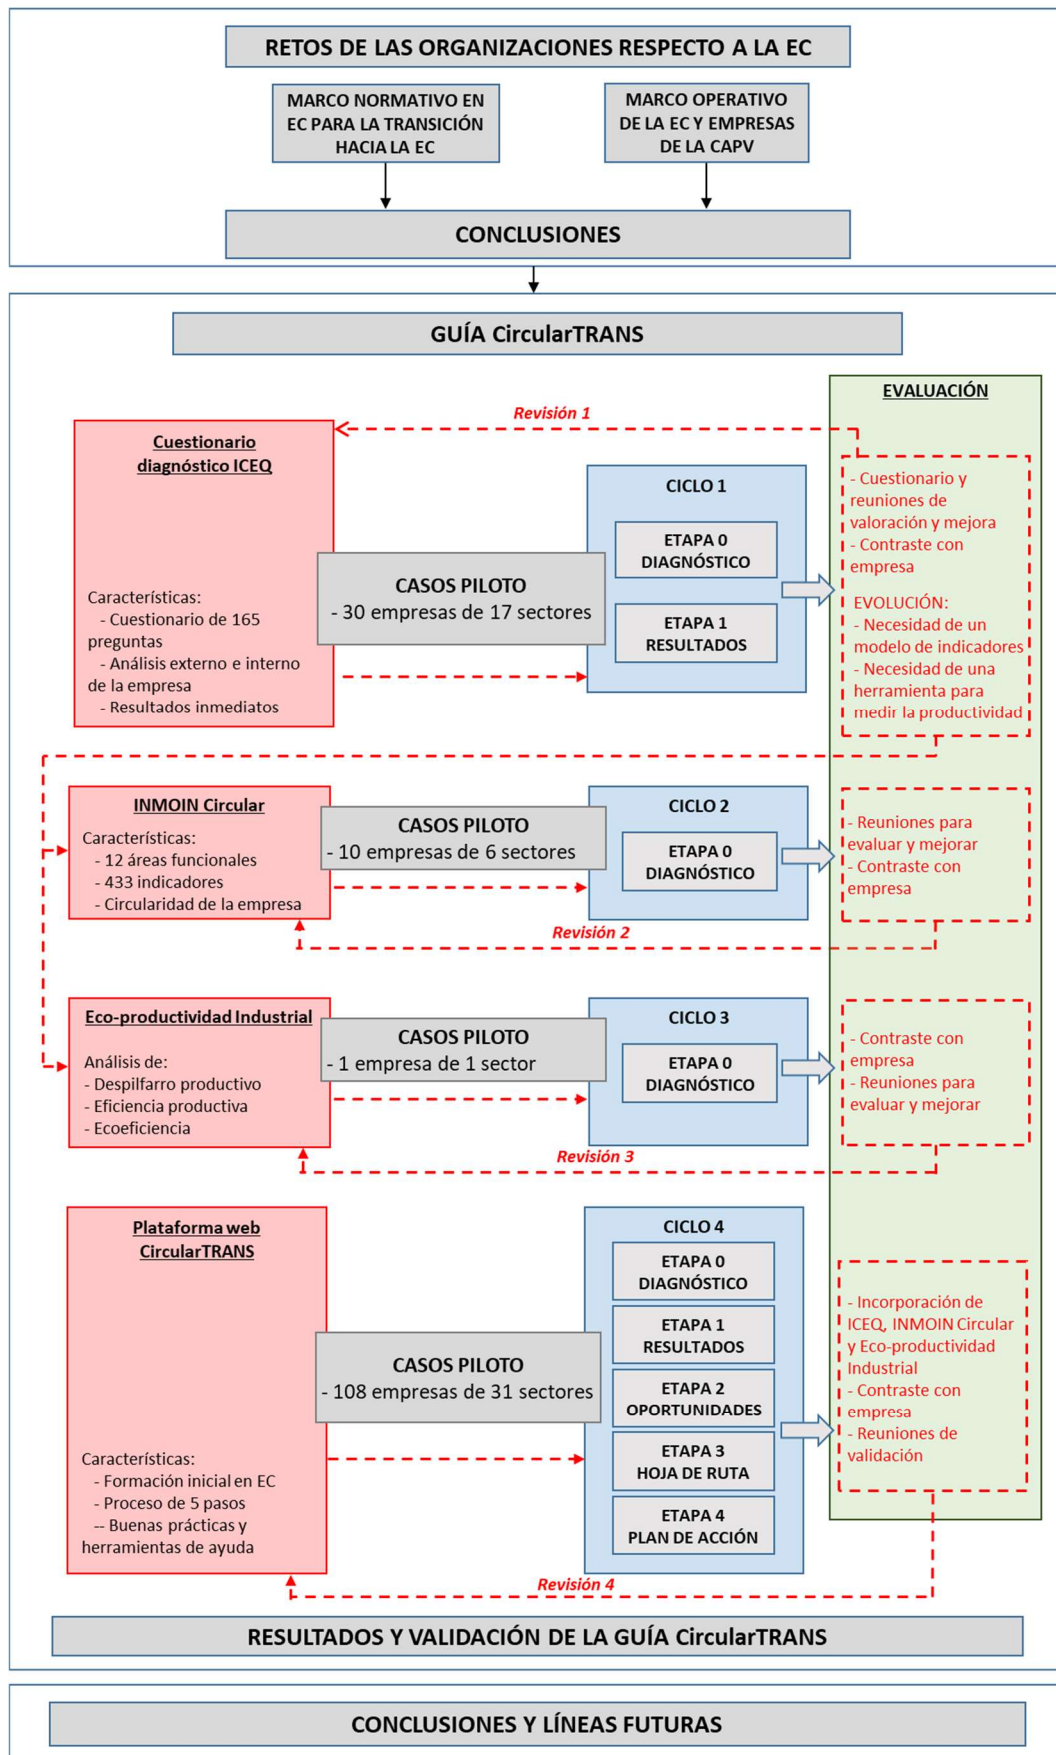 RETOS DE LAS ORGANIZACIONES RESPECTO A LA EC
MARCO NORMATIVO EN
EC PARA LA TRANSICIÓN
HACIA LA EC
MARCO OPERATIVO
DE LA EC Y EMPRESAS
DE LA CAPV
CONCLUSIONES
GUÍA CircularTRANS
EVALUACIÓN
Revisión 1
Cuestionario
diagnóstico ICEQ
Características:
- Cuestionario de 165
preguntas
- Análisis externo e interno
de la empresa
- Resultados inmediatos
CASOS PILOTO
- 30 empresas de 17 sectores
CICLO 1
ETAPA 0
DIAGNÓSTICO
ETAPA 1
RESULTADOS
- Cuestionario y
reuniones de
valoración y mejora
- Contraste con
empresa
EVOLUCIÓN:
- Necesidad de un
modelo de indicadores
- Necesidad de una
herramienta para
medir la productividad
INMOIN Circular
Características:
- 12 áreas funcionales
- 433 indicadores
- Circularidad de la empresa
CASOS PILOTO
- 10 empresas de 6 sectores
CICLO 2
ETAPA 0
DIAGNÓSTICO
- Reuniones para
evaluar y mejorar
- Contraste con
empresa
Revisión 2
Eco-productividad Industrial
Análisis de:
- Despilfarro productivo
- Eficiencia productiva
- Ecoeficiencia
CASOS PILOTO
- 1 empresa de 1 sector
CICLO 3
ETAPA 0
DIAGNÓSTICO
- Contraste con
empresa
- Reuniones para
evaluar y mejorar
Revisión 3
Plataforma web
CircularTRANS
Características:
- Formación inicial en EC
- Proceso de 5 pasos
-- Buenas prácticas y
herramientas de ayuda
CASOS PILOTO
- 108 empresas de 31 sectores
CICLO 4
ETAPA 0
DIAGNÓSTICO
ETAPA 1
RESULTADOS
ETAPA 2
OPORTUNIDADES
ETAPA 3
HOJA DE RUTA
ETAPA 4
PLAN DE ACCIÓN
- Incorporación de
ICEQ, INMOIN Circular
y Eco-productividad
Industrial
- Contraste con
empresa
- Reuniones de
validación
Revisión 4
RESULTADOS Y VALIDACIÓN DE LA GUÍA CircularTRANS
CONCLUSIONES Y LÍNEAS FUTURAS